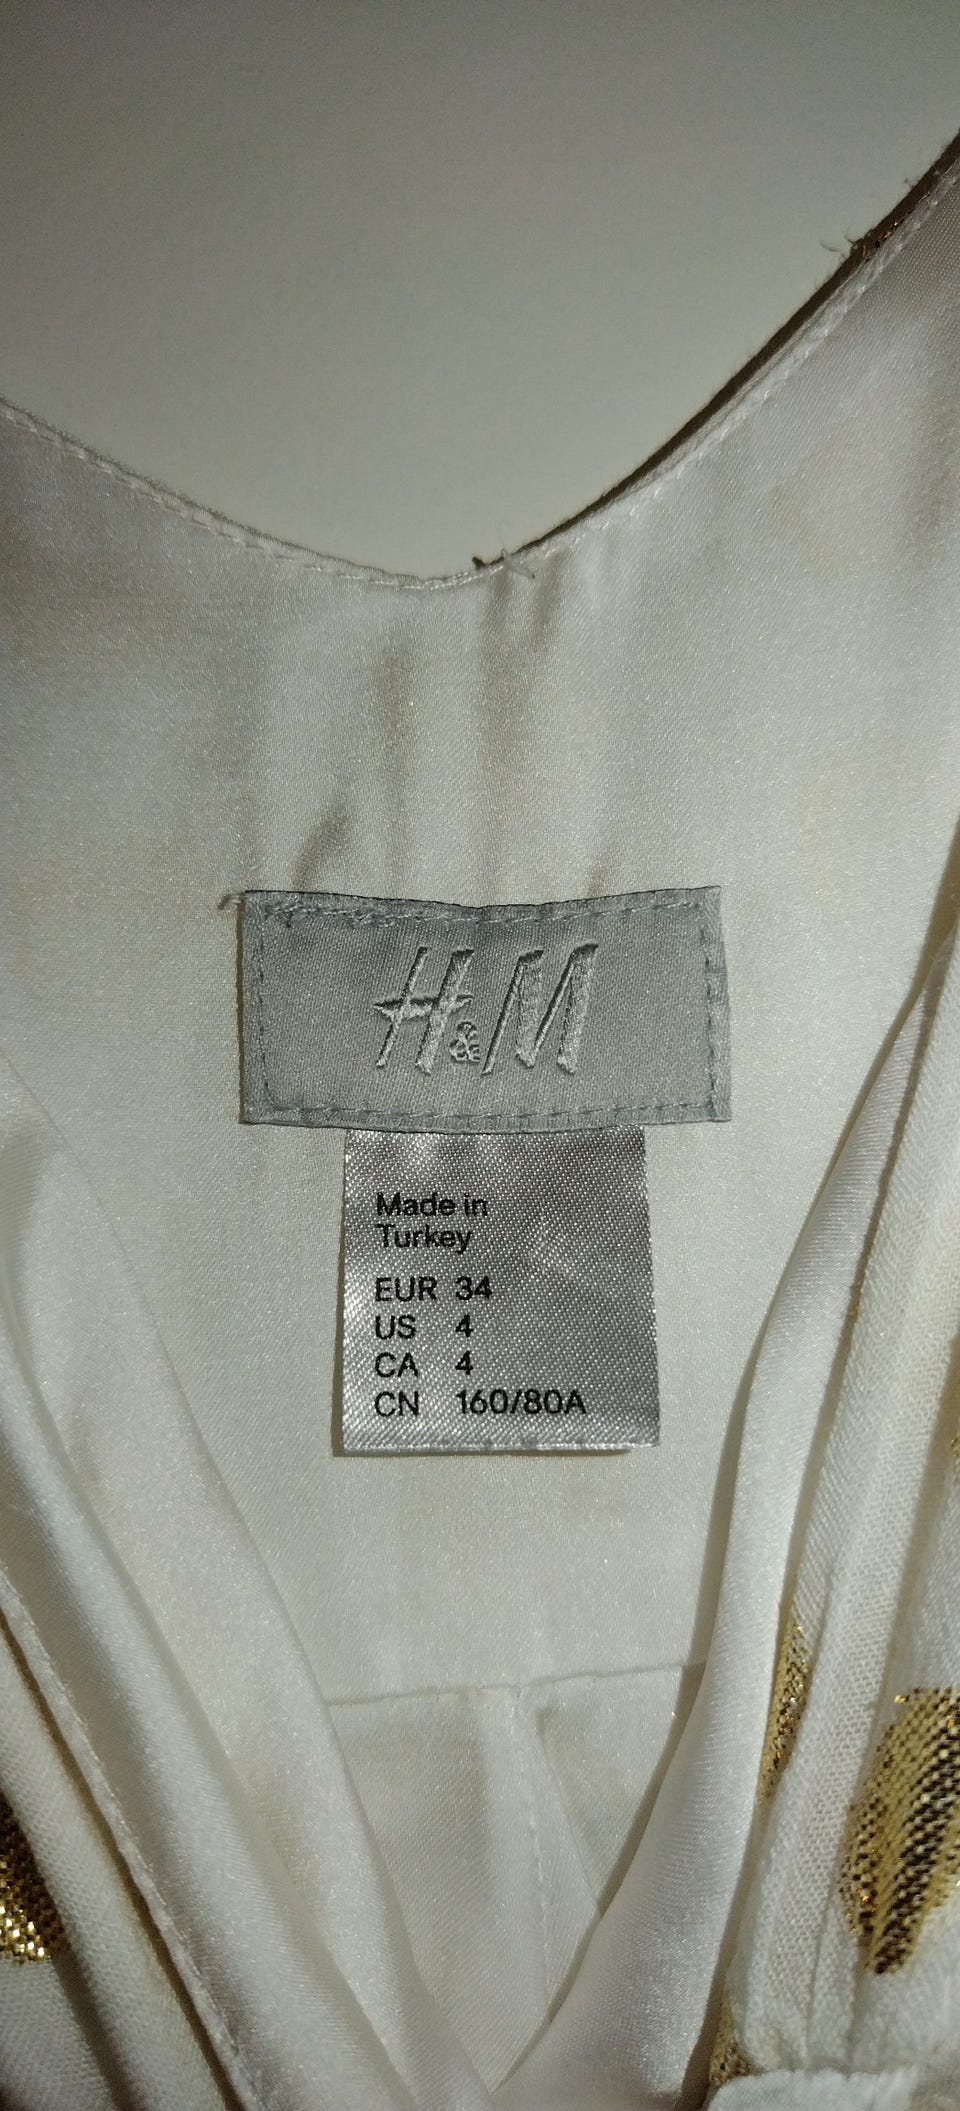 H&M
Made in
Turkey
EUR 34
US 4
CA 4
CN 160/80A